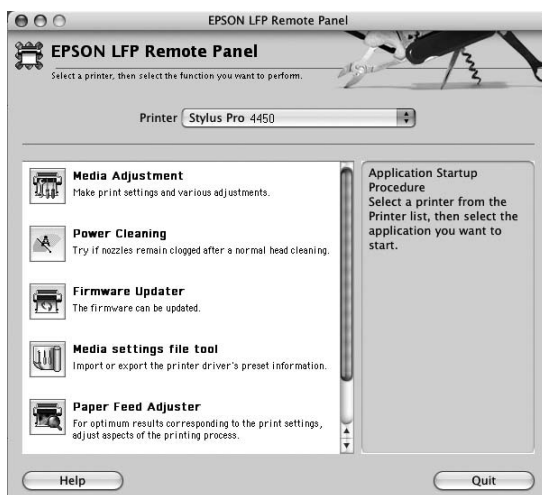 EPSON LFP Remote Panel
EPSON LFP Remote Panel
Select a printer, then select the function you want to perform.
Printer Stylus Pro 4450
Media Adjustment
Make print settings and various adjustments.
Power Cleaning
Try if nozzles remain clogged after a normal head cleaning.
Firmware Updater
The firmware can be updated.
Media settings file tool
Import or export the printer driver's preset information.
Paper Feed Adjuster
For optimum results corresponding to the print settings,
adjust aspects of the printing process.
Application Startup
Procedure
Select a printer from the
Printer list, then select the
application you want to
start.
Help
Quit